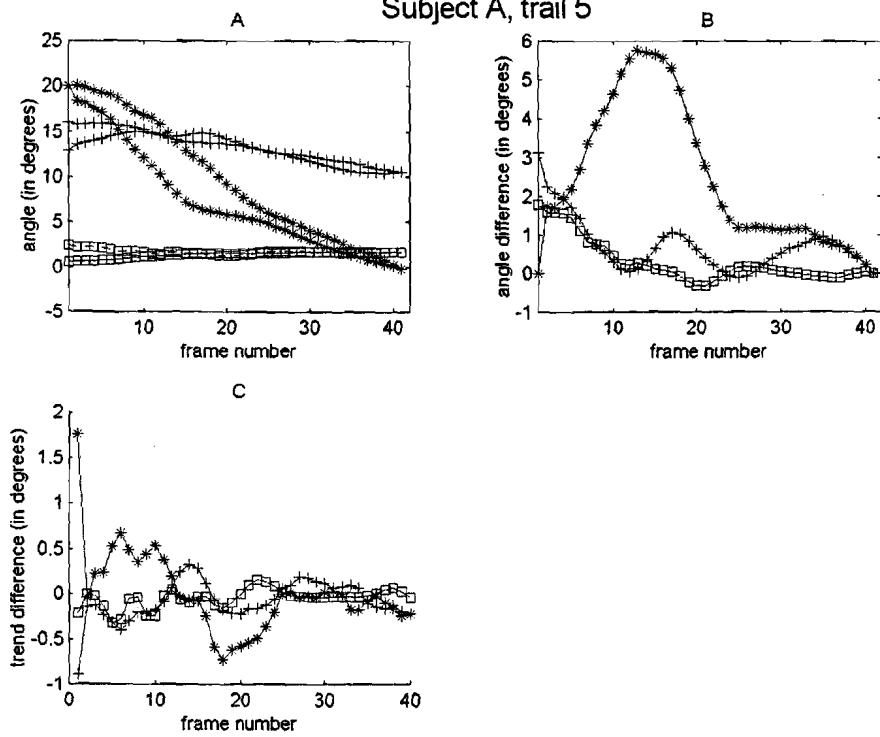 Subject A, trail 5
A
25
20
15
10
5
0
-5
10 20 30 40
angle (in degrees)
frame number
B
6
5
4
3
2
1
0
-1
10 20 30 40
angle difference (in degrees)
frame number
C
2
1.5
1
0.5
0
-0.5
-1
0 10 20 30 40
trend difference (in degrees)
frame number